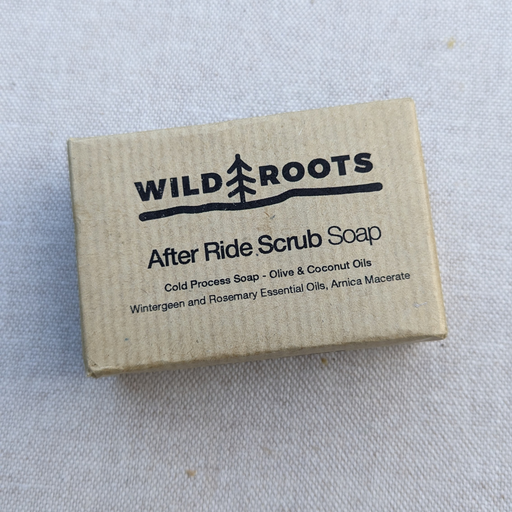 WILD ROOTS
After Ride Scrub Soap
Cold Process Soap - Olive & Coconut Oils
Wintergeen and Rosemary Essential Oils, Arnica Macerate